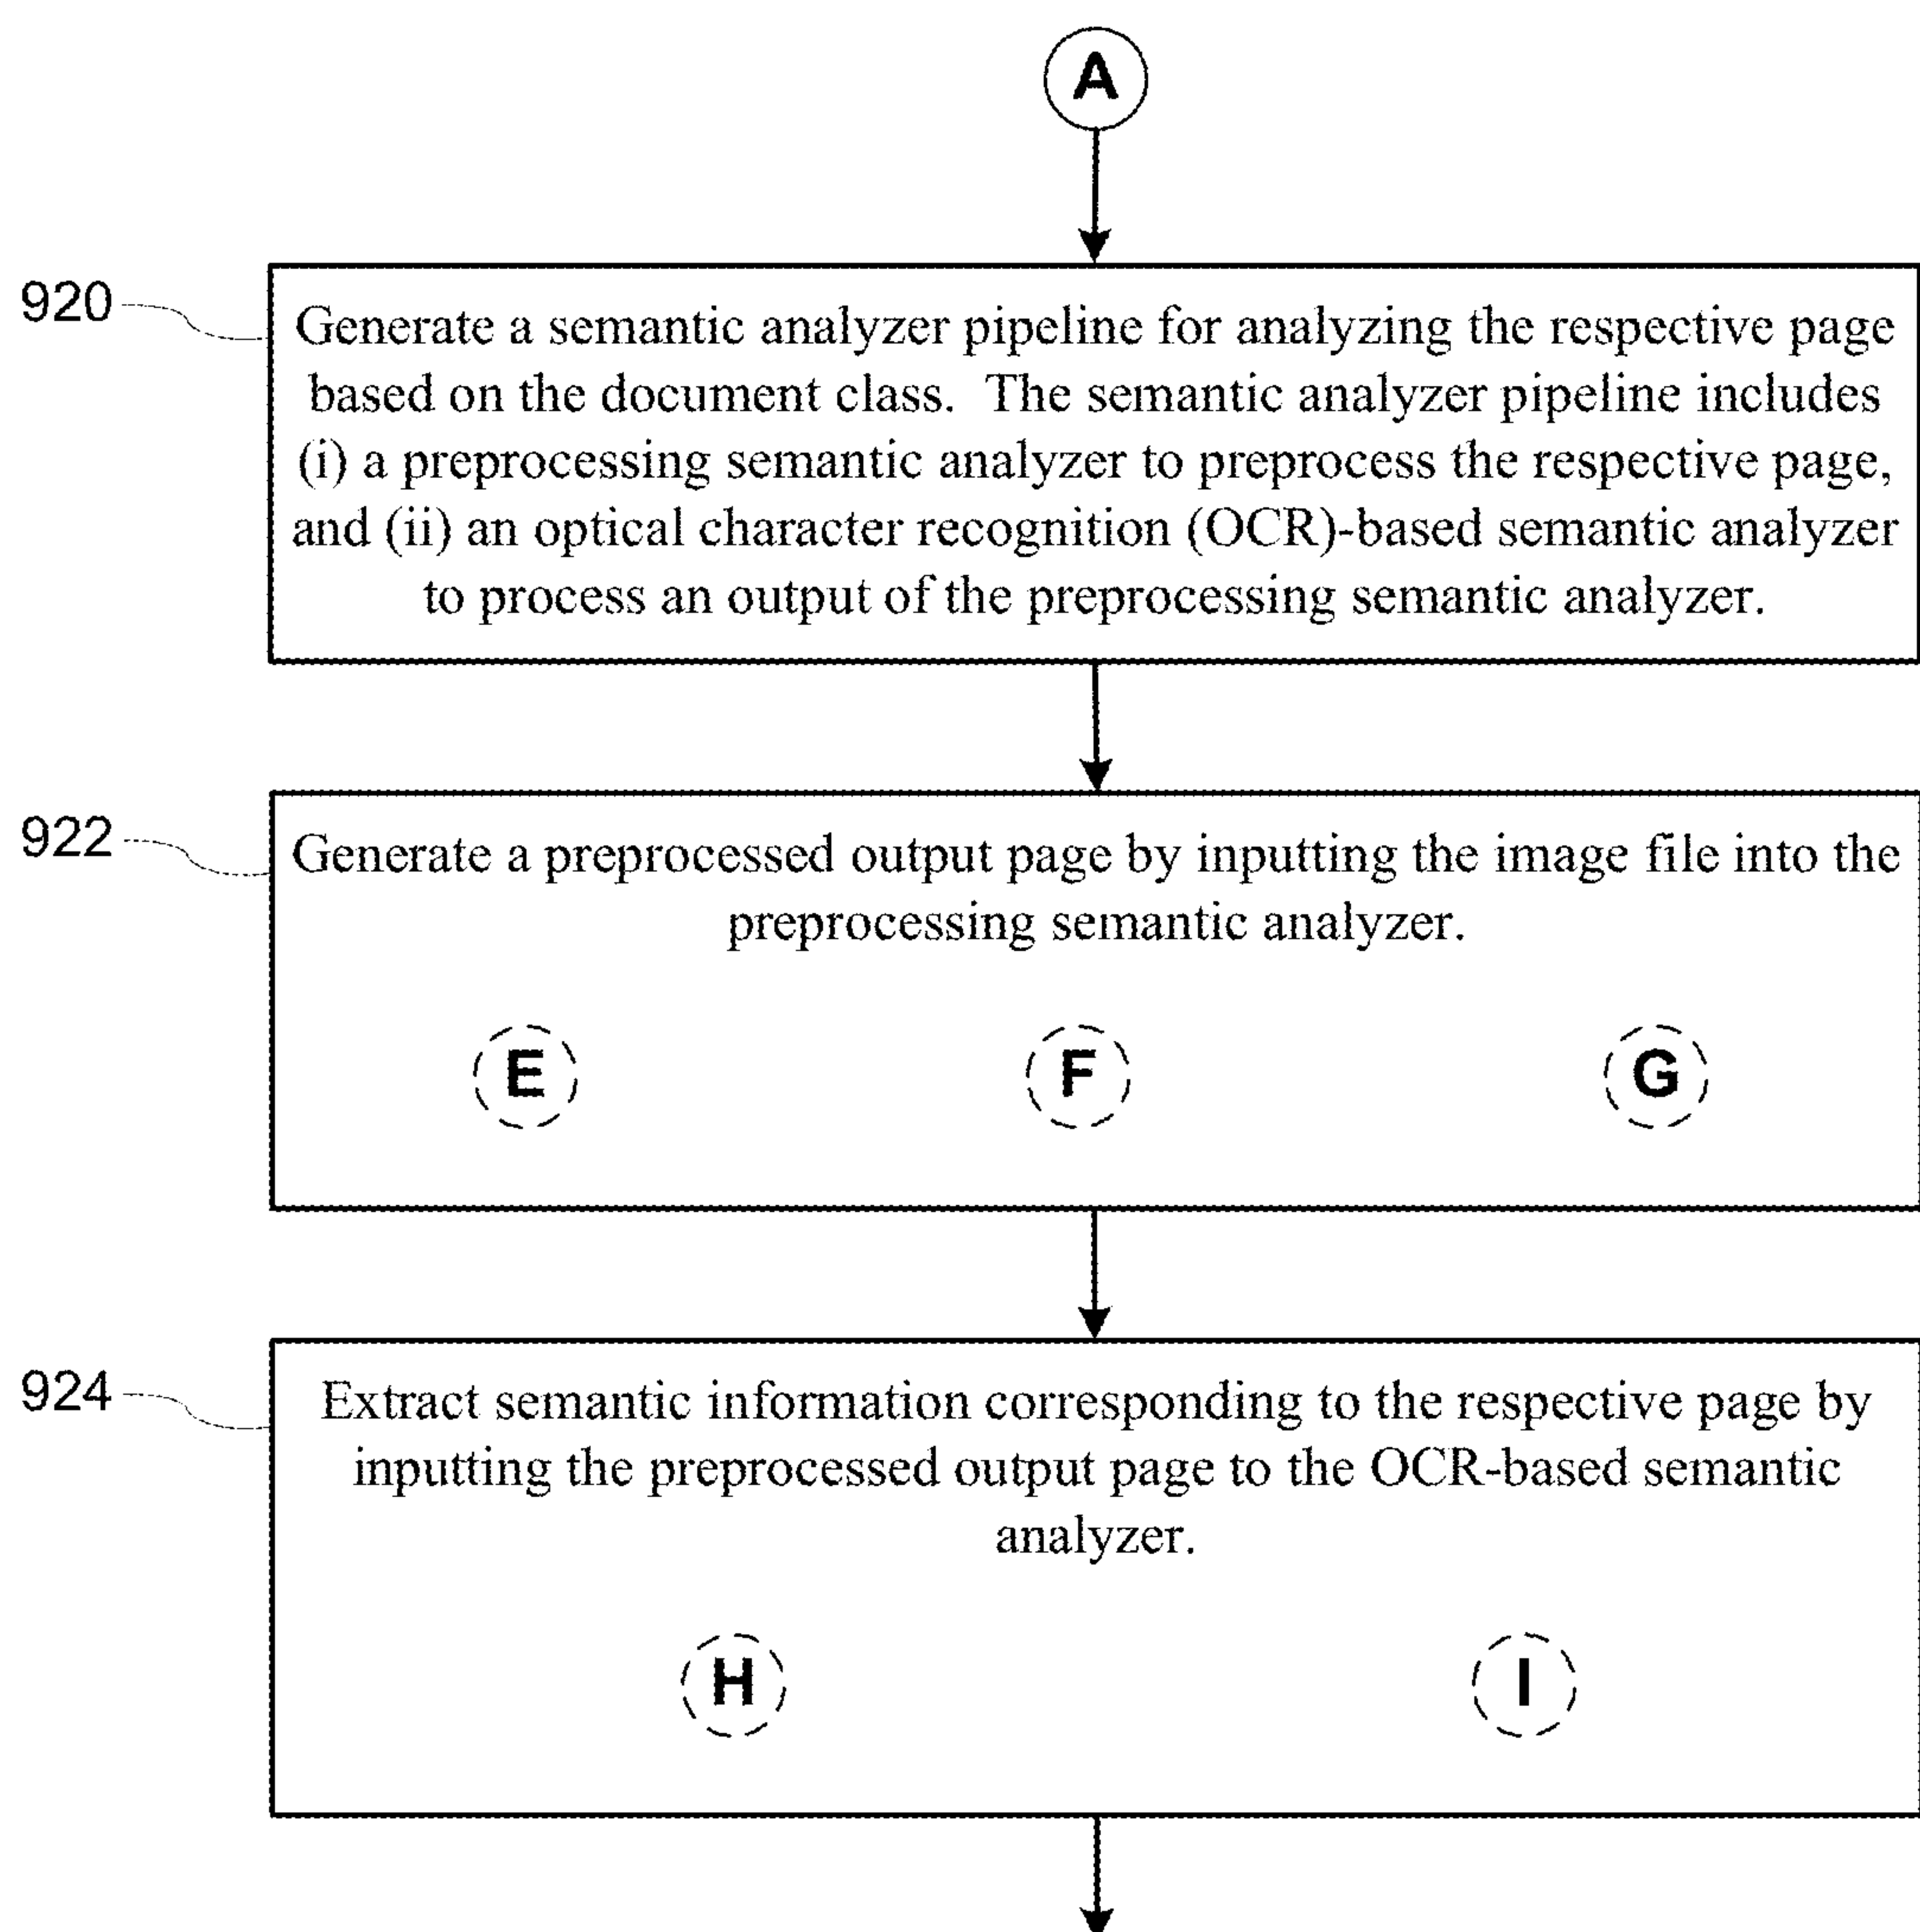 A
920
Generate a semantic analyzer pipeline for analyzing the respective page
based on the document class. The semantic analyzer pipeline includes
(i) a preprocessing semantic analyzer to preprocess the respective page,
and (ii) an optical character recognition (OCR)-based semantic analyzer
to process an output of the preprocessing semantic analyzer.
922
Generate a preprocessed output page by inputting the image file into the
preprocessing semantic analyzer.
E F G
924
Extract semantic information corresponding to the respective page by
inputting the preprocessed output page to the OCR-based semantic
analyzer.
H I